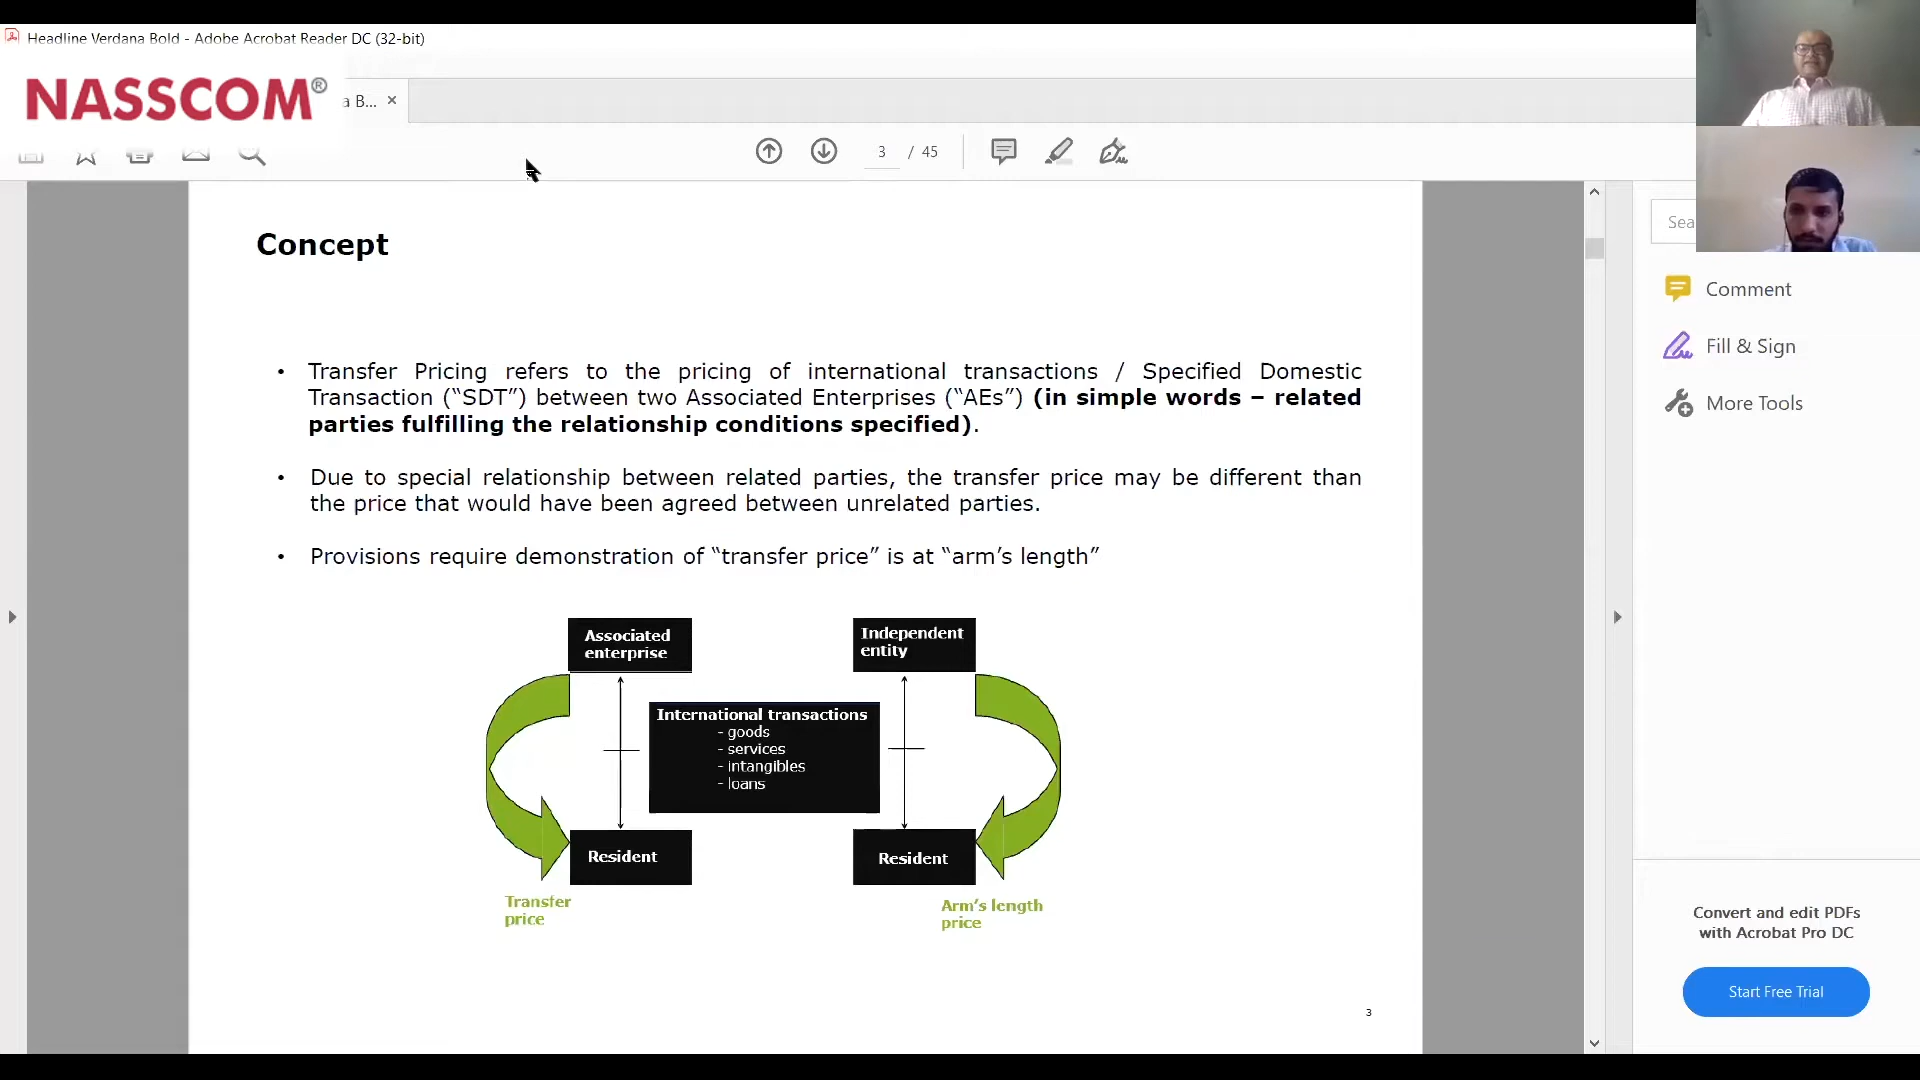 Headline Verdana Bold - Adobe Acrobat Reader DC (32-bit)
NASSCOM®
a B...
3 / 45
Sea
Concept
Comment
Fill & Sign
More Tools
• Transfer Pricing refers to the pricing of international transactions / Specified Domestic
Transaction (“SDT”) between two Associated Enterprises (“AEs”) (in simple words – related
parties fulfilling the relationship conditions specified).
• Due to special relationship between related parties, the transfer price may be different than
the price that would have been agreed between unrelated parties.
• Provisions require demonstration of “transfer price” is at “arm’s length”
Associated
enterprise
Independent
entity
International transactions
- goods
- services
- intangibles
- loans
Resident
Resident
Transfer
price
Arm’s length
price
3
Convert and edit PDFs
with Acrobat Pro DC
Start Free Trial